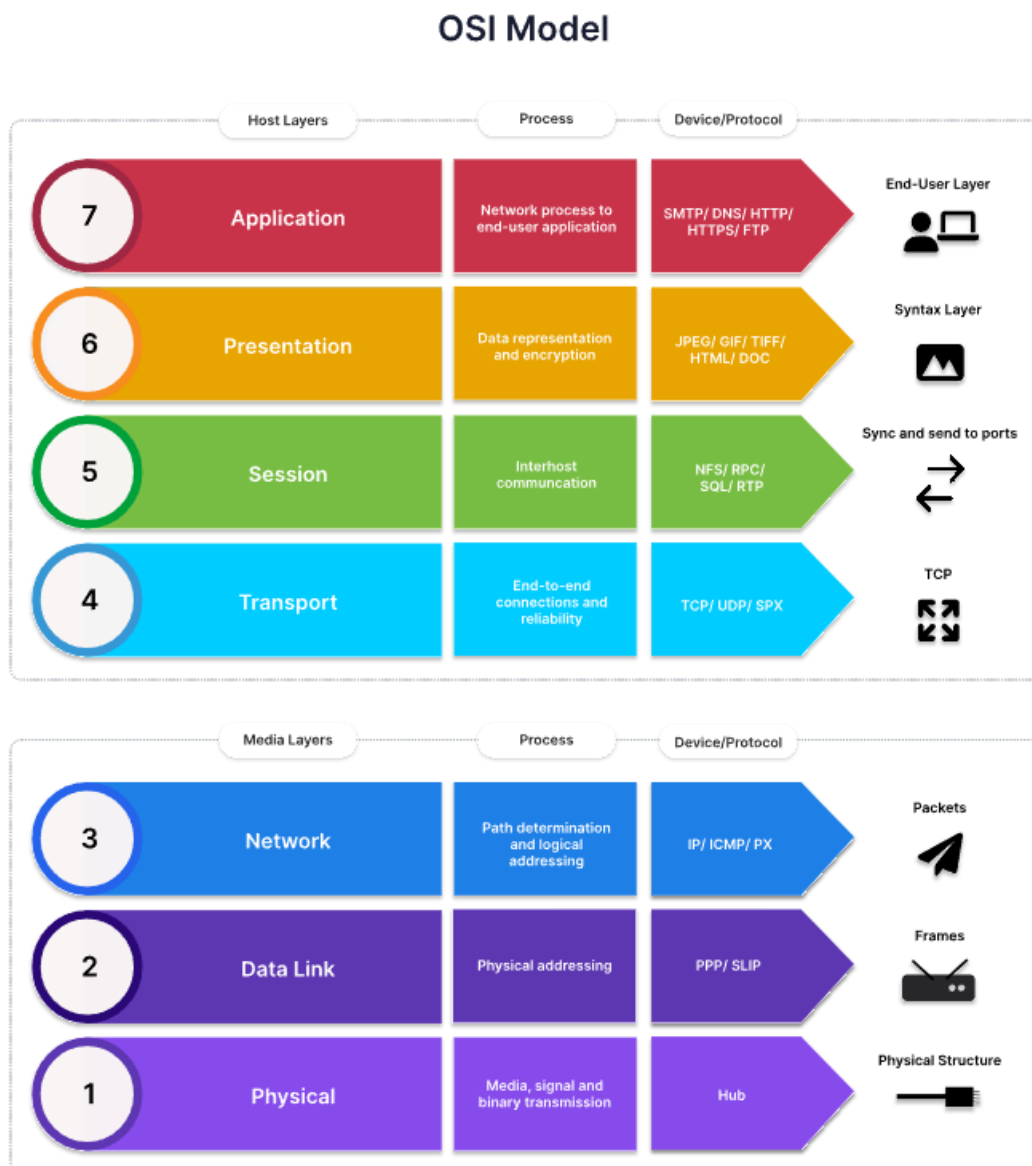 OSI Model
Host Layers
Process
Device/Protocol
7
Application
Network process to
end-user application
SMTP/ DNS/ HTTP/
HTTPS/ FTP
End-User Layer
6
Presentation
Data representation
and encryption
JPEG/ GIF/ TIFF/
HTML/ DOC
Syntax Layer
5
Session
Interhost
communcation
NFS/ RPC/
SQL/ RTP
Sync and send to ports
4
Transport
End-to-end
connections and
reliability
TCP/ UDP/ SPX
TCP
Media Layers
Process
Device/Protocol
3
Network
Path determination
and logical
addressing
IP/ ICMP/ PX
Packets
2
Data Link
Physical addressing
PPP/ SLIP
Frames
1
Physical
Media, signal and
binary transmission
Hub
Physical Structure